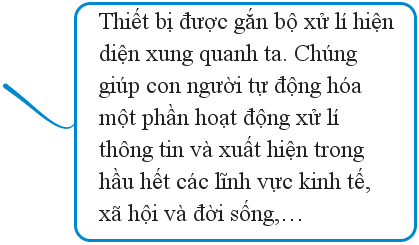 Thiết bị được gắn bộ xử lí hiện
diện xung quanh ta. Chúng
giúp con người tự động hóa
một phần hoạt động xử lí
thông tin và xuất hiện trong
hầu hết các lĩnh vực kinh tế,
xã hội và đời sống,…